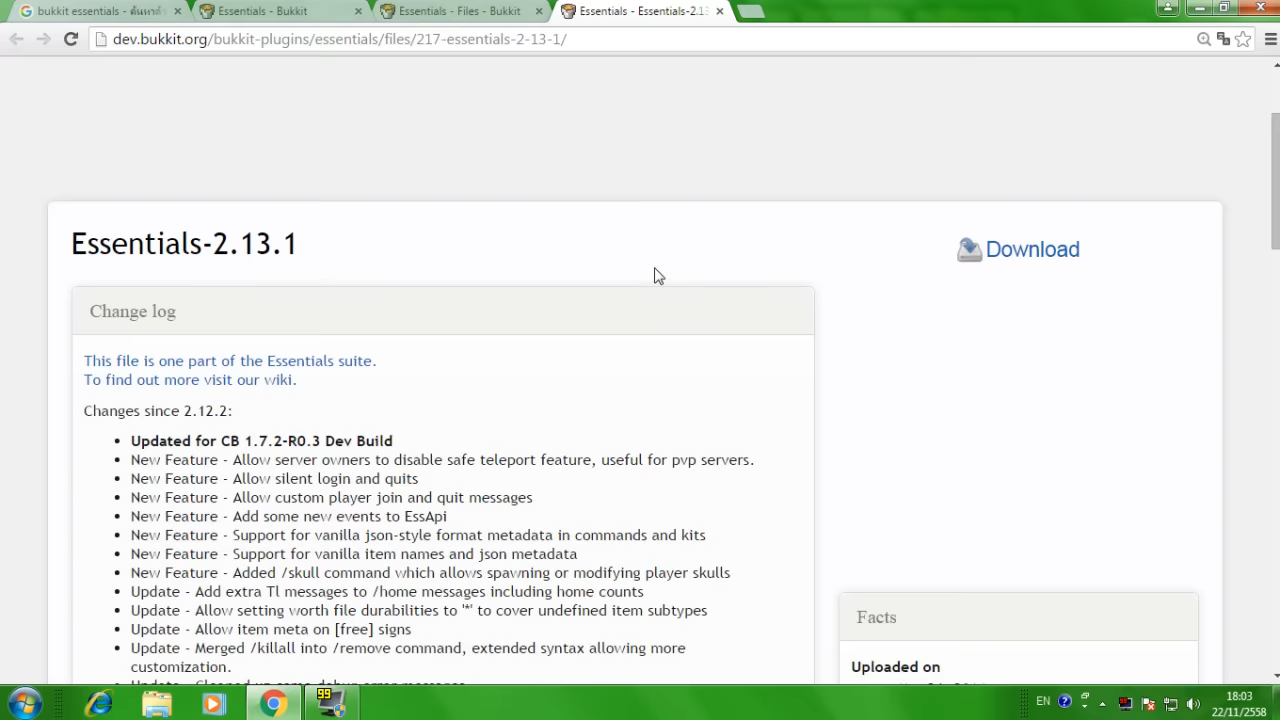 bukkit essentials - ค้นหาด้ว
Essentials - Bukkit
Essentials - Files - Bukkit
Essentials - Essentials-2.13
dev.bukkit.org/bukkit-plugins/essentials/files/217-essentials-2-13-1/
Essentials-2.13.1
Download
Change log
This file is one part of the Essentials suite.
To find out more visit our wiki.
Changes since 2.12.2:
Updated for CB 1.7.2-R0.3 Dev Build
New Feature - Allow server owners to disable safe teleport feature, useful for pvp servers.
New Feature - Allow silent login and quits
New Feature - Allow custom player join and quit messages
New Feature - Add some new events to EssApi
New Feature - Support for vanilla json-style format metadata in commands and kits
New Feature - Support for vanilla item names and json metadata
New Feature - Added /skull command which allows spawning or modifying player skulls
Update - Add extra Tl messages to /home messages including home counts
Update - Allow setting worth file durabilities to '*' to cover undefined item subtypes
Update - Allow item meta on [free] signs
Update - Merged /killall into /remove command, extended syntax allowing more
customization.
Facts
Uploaded on
99
EN
18:03
22/11/2558